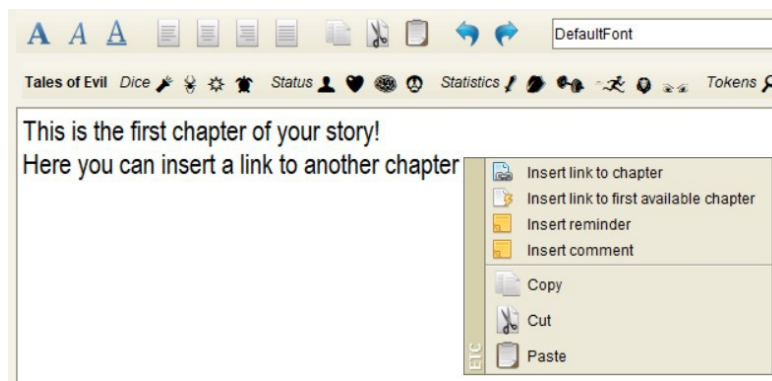 A A A
DefaultFont
Tales of Evil Dice Status Statistics Tokens
This is the first chapter of your story!
Here you can insert a link to another chapter
Insert link to chapter
Insert link to first available chapter
Insert reminder
Insert comment
Copy
Cut
Paste
ETC